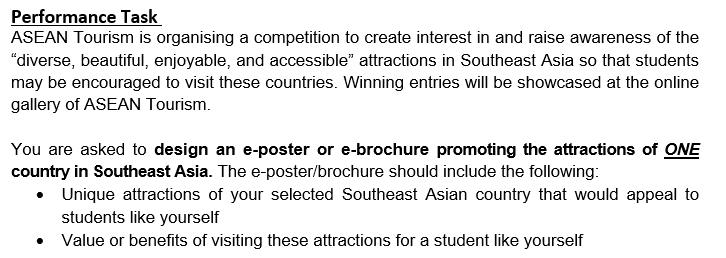 Performance Task
ASEAN Tourism is organising a competition to create interest in and raise awareness of the
“diverse, beautiful, enjoyable, and accessible” attractions in Southeast Asia so that students
may be encouraged to visit these countries. Winning entries will be showcased at the online
gallery of ASEAN Tourism.
You are asked to design an e-poster or e-brochure promoting the attractions of ONE
country in Southeast Asia. The e-poster/brochure should include the following:
• Unique attractions of your selected Southeast Asian country that would appeal to
students like yourself
• Value or benefits of visiting these attractions for a student like yourself